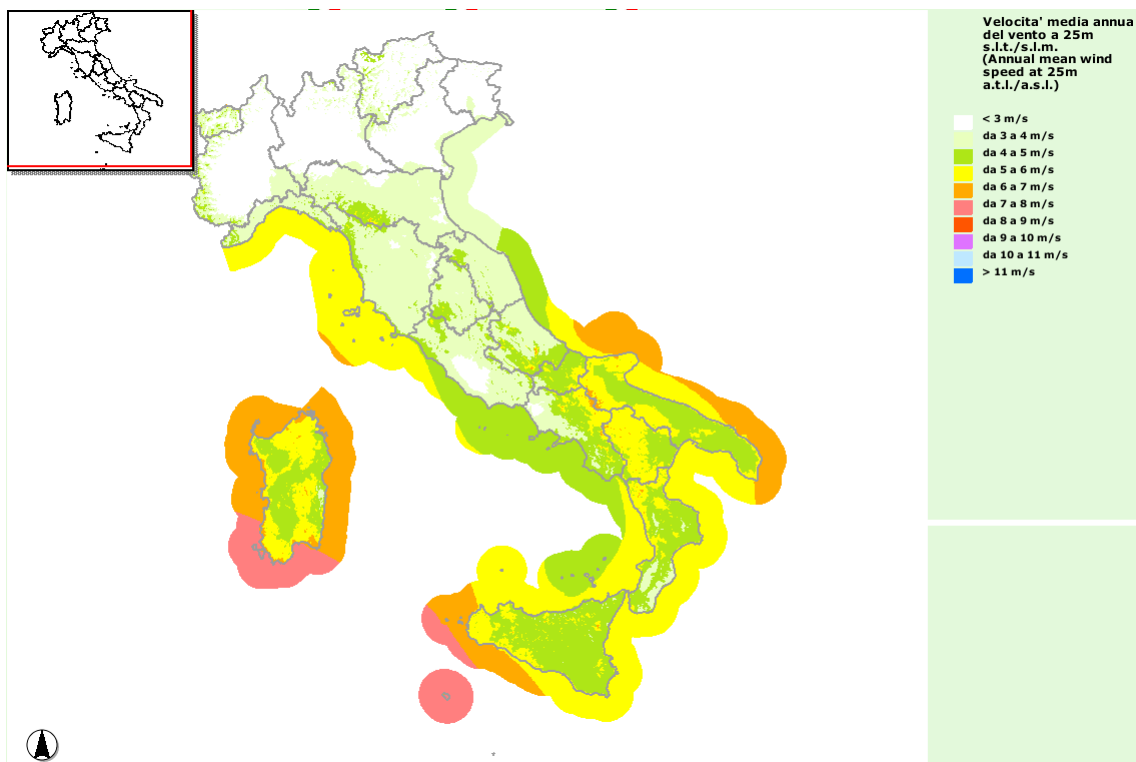 Velocita' media annua
del vento a 25m
s.l.t./s.l.m.
(Annual mean wind
speed at 25m
a.t.l./a.s.l.)
< 3 m/s
da 3 a 4 m/s
da 4 a 5 m/s
da 5 a 6 m/s
da 6 a 7 m/s
da 7 a 8 m/s
da 8 a 9 m/s
da 9 a 10 m/s
da 10 a 11 m/s
> 11 m/s